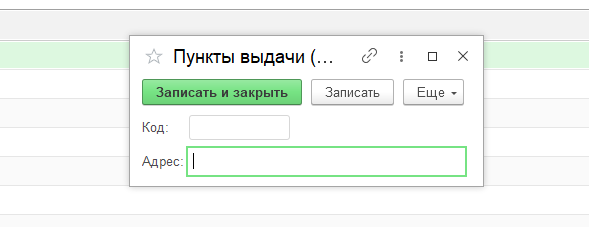 Пункты выдачи (...
Записать и закрыть
Записать
Еще
Код:
Адрес: